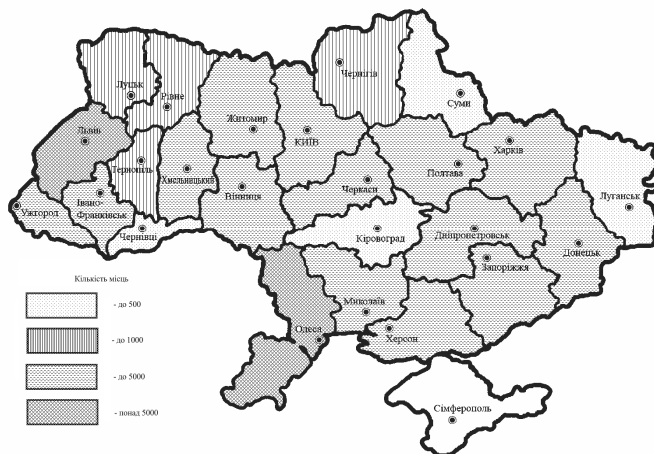 Чернігів
Луцьк
Рівне
Суми
Житомир
КИЇВ
Львів
Харків
Тернопіль
Хмельницький
Полтава
Вінниця
Черкаси
Івано-
Франківськ
Ужгород
Луганськ
Чернівці
Кіровоград
Дніпропетровськ
Донецьк
Запоріжжя
Кількість місць
- до 500
- до 1000
- до 5000
- понад 5000
Миколаїв
Одеса
Херсон
Сімферополь